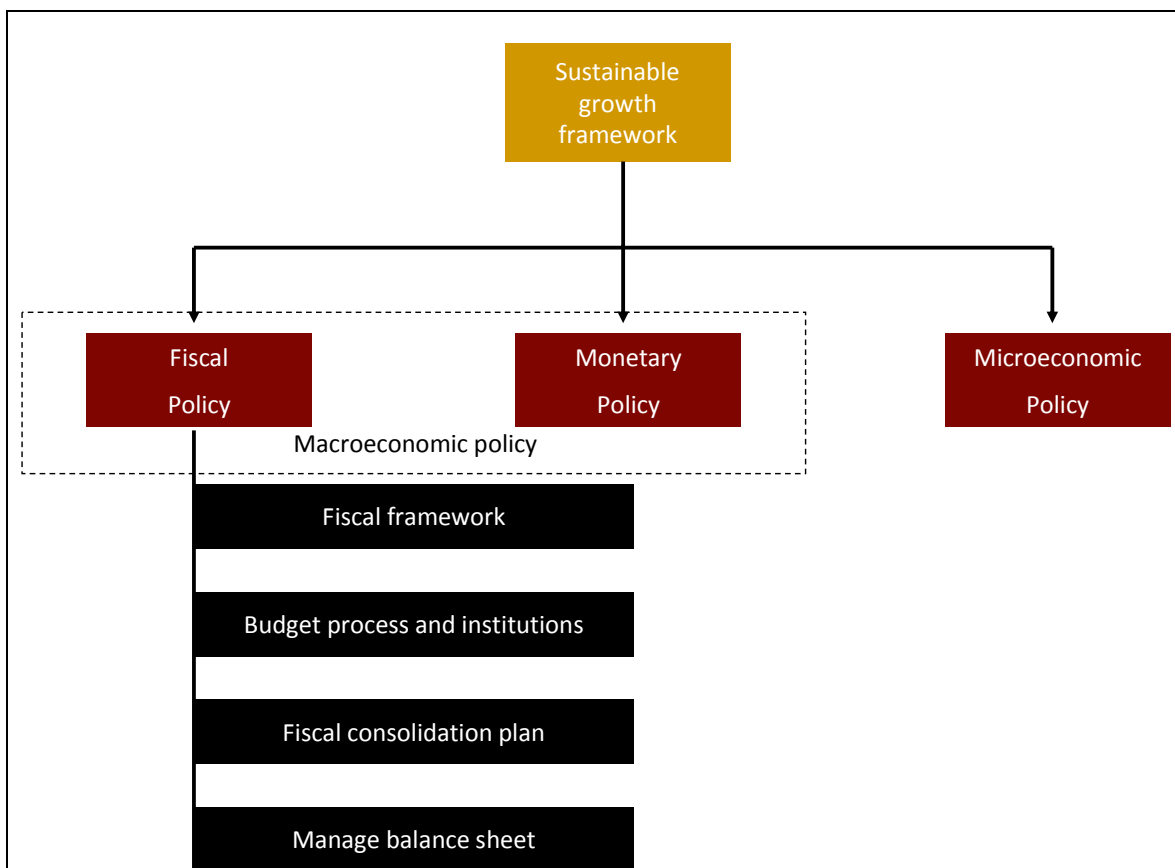 Sustainable
growth
framework
Fiscal
Policy
Monetary
Policy
Microeconomic
Policy
Macroeconomic policy
Fiscal framework
Budget process and institutions
Fiscal consolidation plan
Manage balance sheet